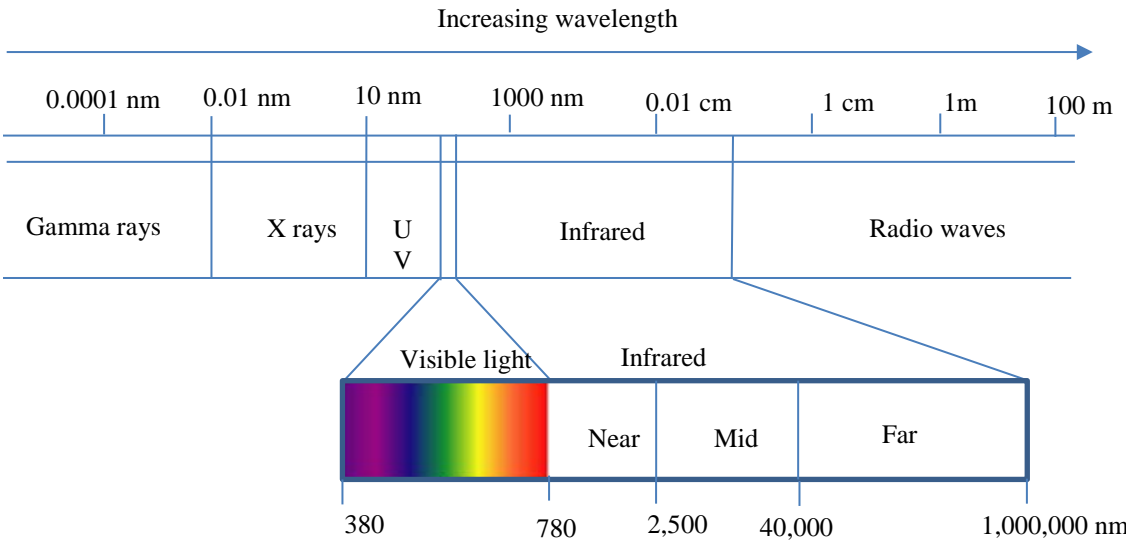 Increasing wavelength
0.0001 nm 0.01 nm 10 nm 1000 nm 0.01 cm 1 cm 1m 100 m
Gamma rays X rays U Infrared Radio waves
V
Visible light Infrared
Near Mid Far
380 780 2,500 40,000 1,000,000 nm